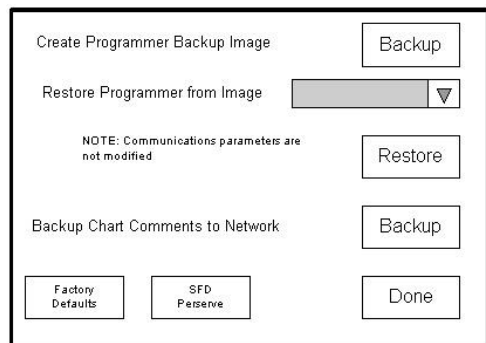 Create Programmer Backup Image
Backup
Restore Programmer from Image
NOTE: Communications parameters are
not modified
Restore
Backup Chart Comments to Network
Backup
Factory
Defaults
SFD
Perserve
Done